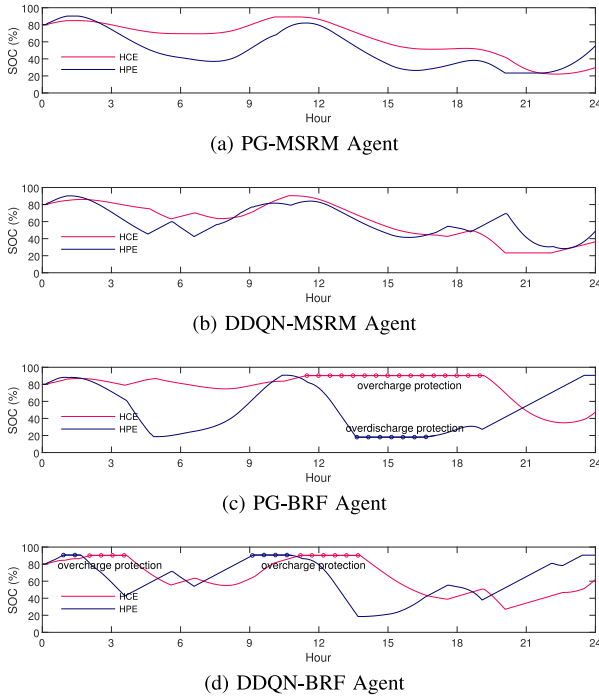 SOC (%)
100
80
60
40
20
0
HCE
HPE
0 3 6 9 12 15 18 21 24
Hour
(a) PG-MSRM Agent
SOC (%)
100
80
60
40
20
0
HCE
HPE
0 3 6 9 12 15 18 21 24
Hour
(b) DDQN-MSRM Agent
SOC (%)
100
80
60
40
20
0
overcharge protection
HCE
overdischarge protection
HPE
0 3 6 9 12 15 18 21 24
Hour
(c) PG-BRF Agent
SOC (%)
100
80
60
40
20
0
overcharge protection overcharge protection
HCE
HPE
0 3 6 9 12 15 18 21 24
Hour
(d) DDQN-BRF Agent